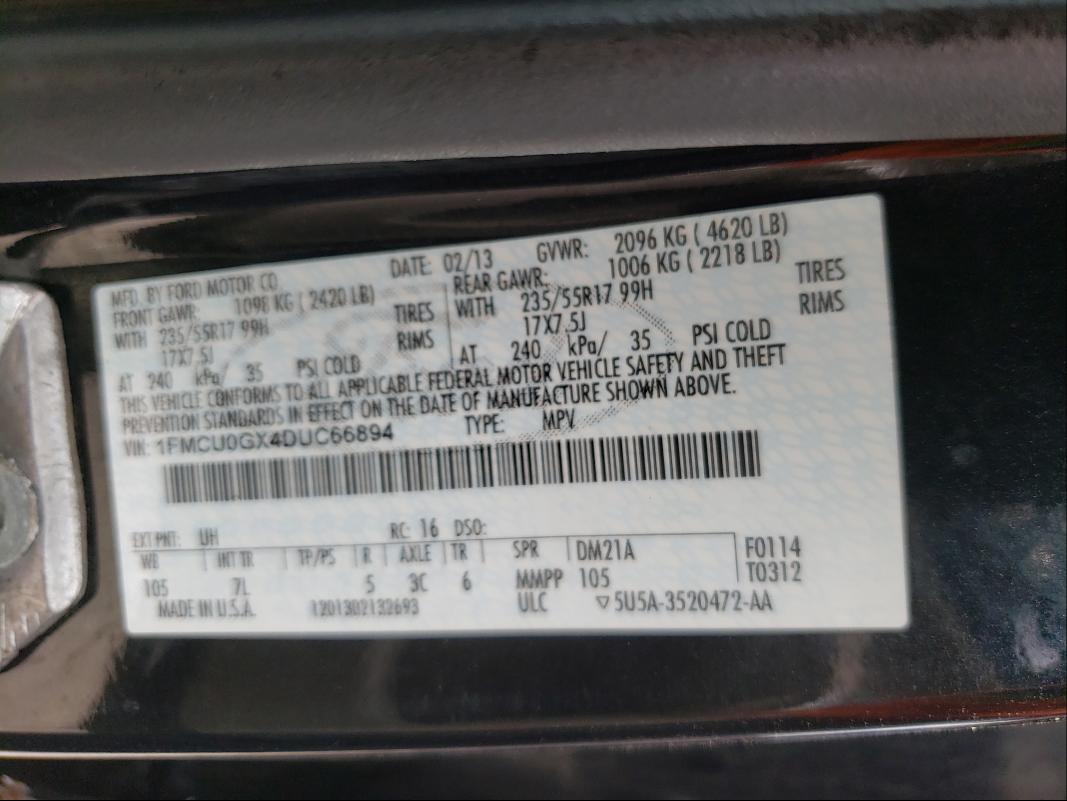 MFD. BY FORD MOTOR CO.
DATE: 02/13 GVWR: 2096 KG ( 4620 LB)
FRONT GAWR: 1098 KG ( 2420 LB) REAR GAWR: 1006 KG ( 2218 LB)
WITH 235/55R17 99H TIRES WITH 235/55R17 99H TIRES
17X7.5J RIMS 17X7.5J RIMS
AT 240 kPa/ 35 PSI COLD AT 240 kPa/ 35 PSI COLD
THIS VEHICLE CONFORMS TO ALL APPLICABLE FEDERAL MOTOR VEHICLE SAFETY AND THEFT
PREVENTION STANDARDS IN EFFECT ON THE DATE OF MANUFACTURE SHOWN ABOVE.
VIN: 1FMCU0GX4DUC66894 TYPE: MPV
EXT PNT: UH RC: 16 DSO:
WB INT TR TP/PS R AXLE TR SPR DM21A F0114
105 7L 5 3C 6 MMPP 105 T0312
MADE IN U.S.A. 1201302132693 ULC ▽5U5A-3520472-AA